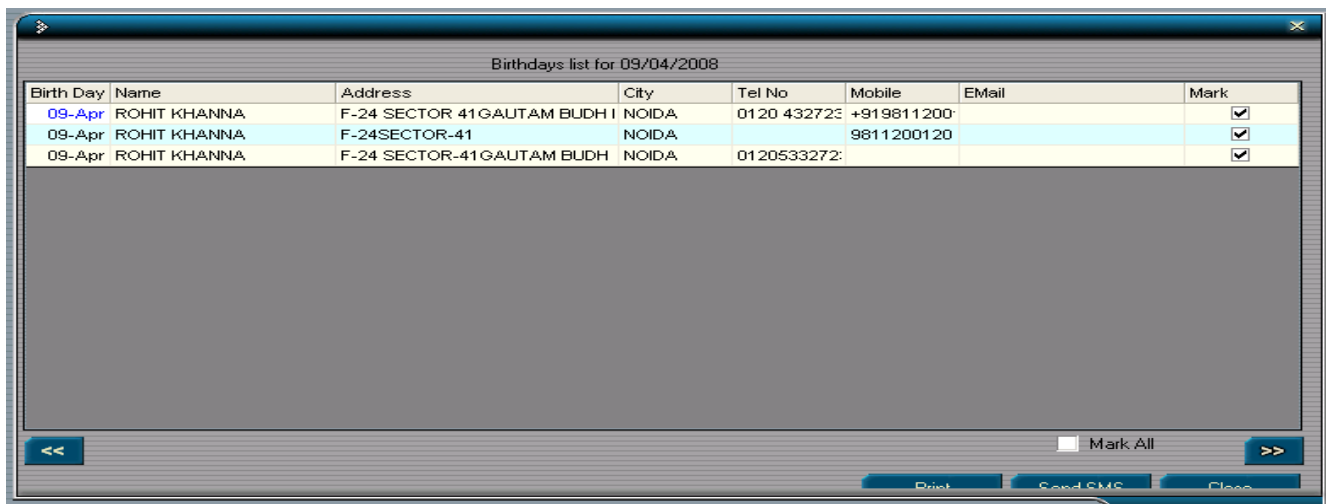 Birthdays list for 09/04/2008
Birth Day Name Address City Tel No Mobile EMail Mark
09-Apr ROHIT KHANNA F-24 SECTOR 41GAUTAM BUDH NOIDA 0120 432723 +919811200
09-Apr ROHIT KHANNA F-24SECTOR-41 NOIDA 9811200120
09-Apr ROHIT KHANNA F-24 SECTOR-41GAUTAM BUDH NOIDA 0120533272
<< Mark All >>
Print Send SMS Close